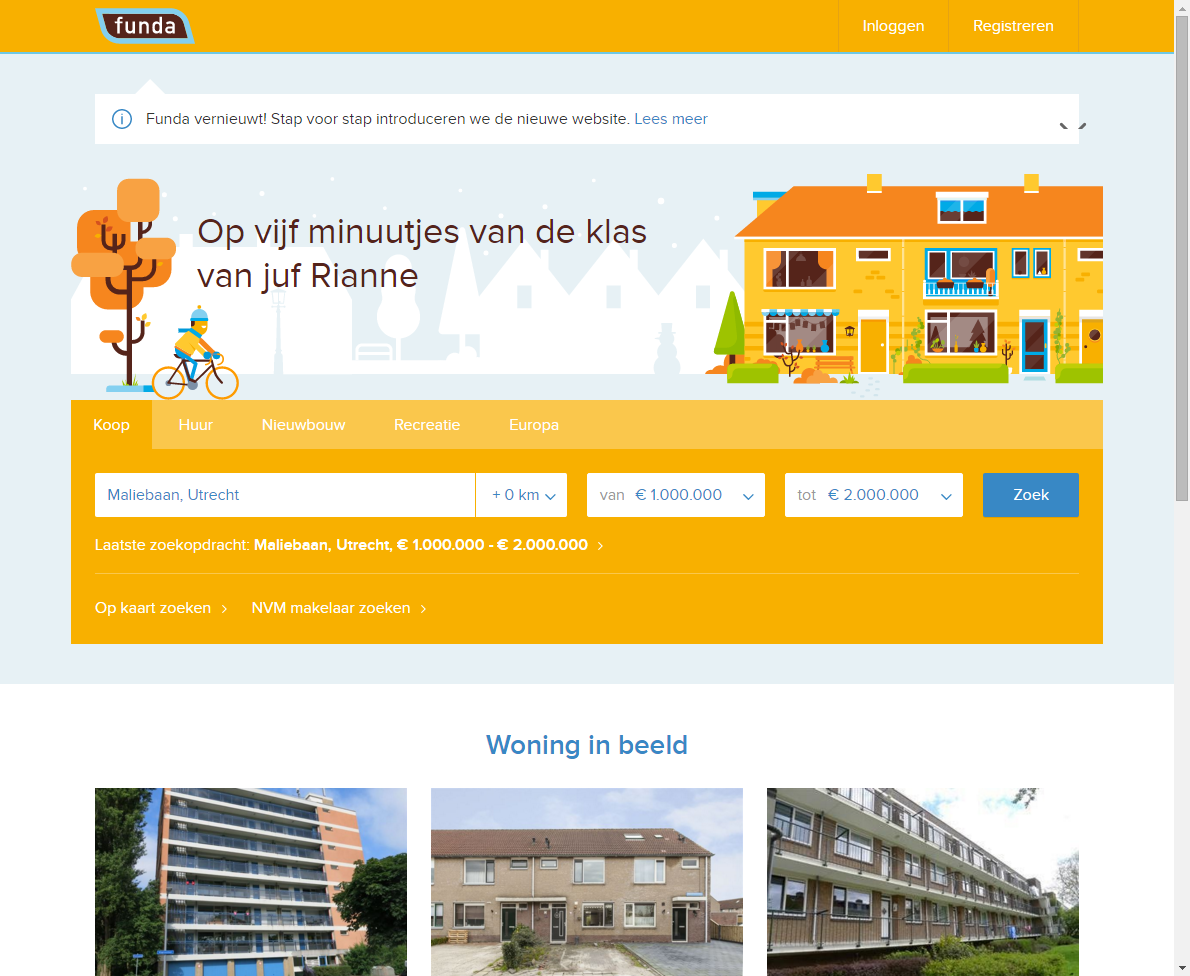 funda
Inloggen
Registreren
Funda vernieuwt! Stap voor stap introduceren we de nieuwe website. Lees meer
Op vijf minuutjes van de klas
van juf Rianne
Koop
Huur
Nieuwbouw
Recreatie
Europa
Maliebaan, Utrecht
+ 0 km
van € 1.000.000
tot € 2.000.000
Zoek
Laatste zoekopdracht: Maliebaan, Utrecht, € 1.000.000 - € 2.000.000
Op kaart zoeken
NVM makelaar zoeken
Woning in beeld